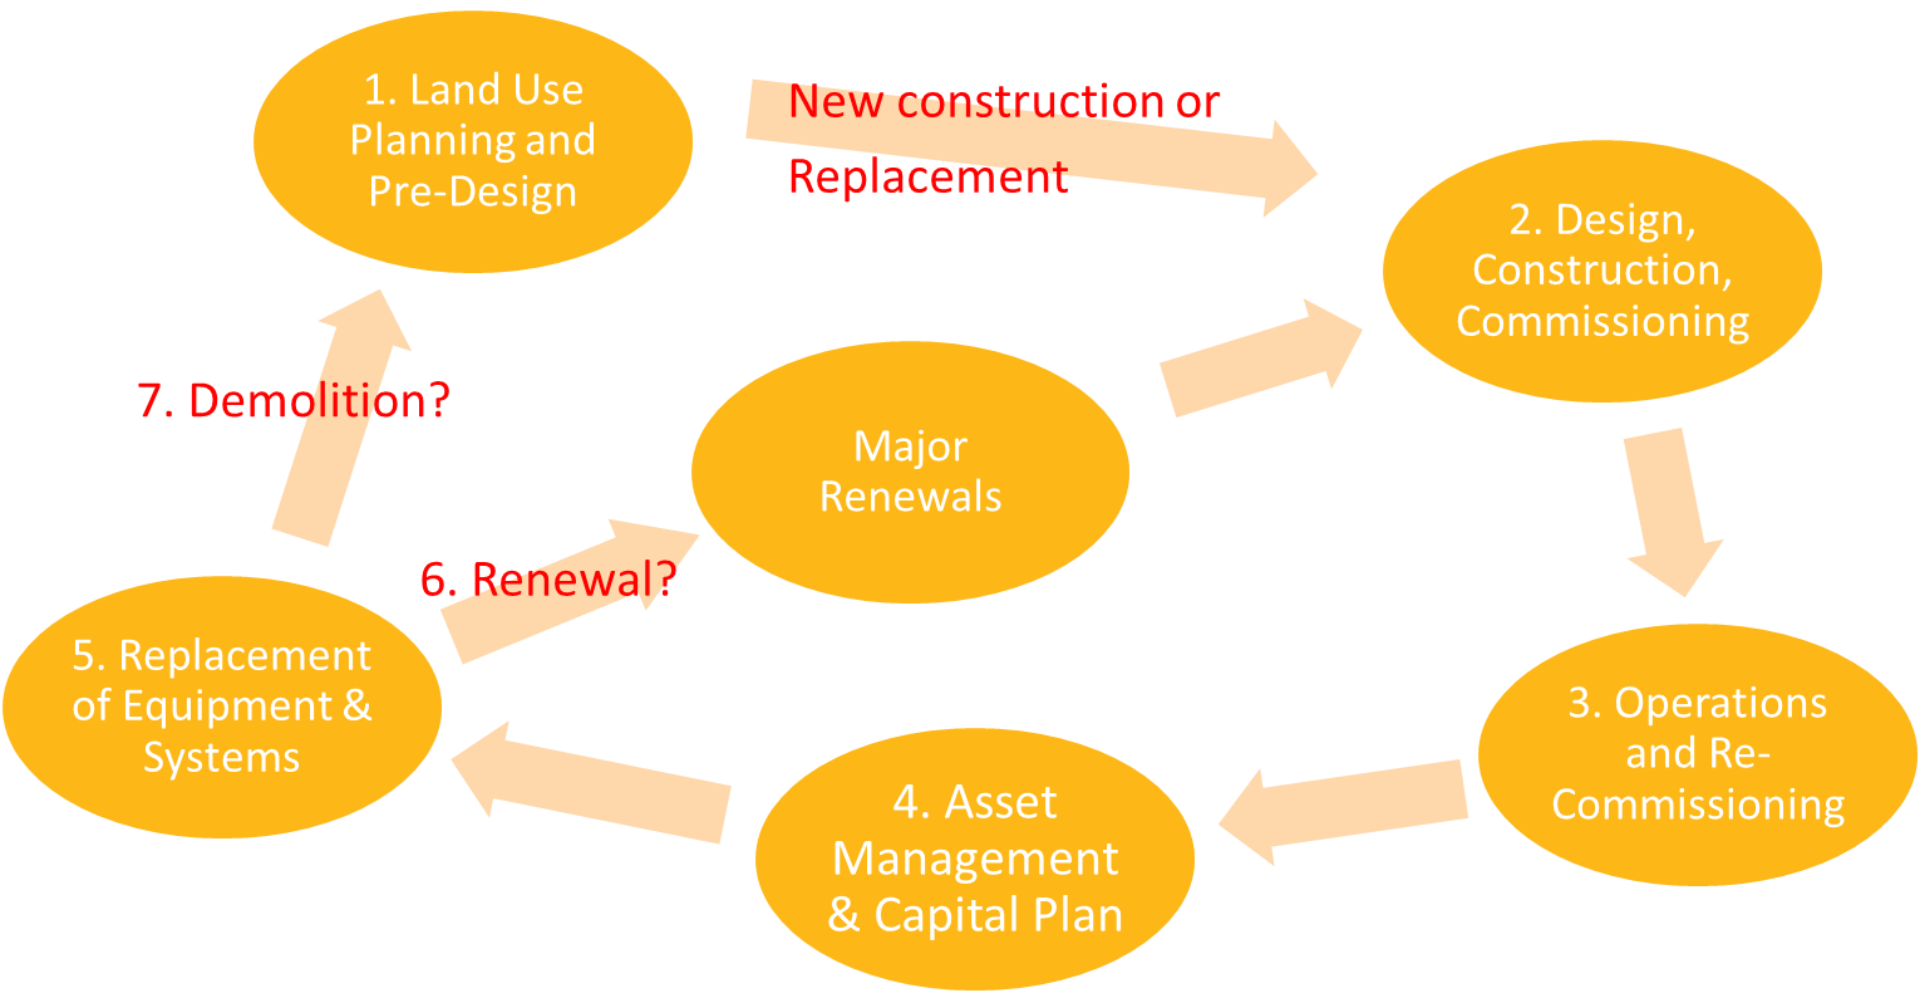 1. Land Use
Planning and
Pre-Design
New construction or
Replacement
2. Design,
Construction,
Commissioning
7. Demolition?
Major
Renewals
6. Renewal?
5. Replacement
of Equipment &
Systems
3. Operations
and Re-
Commissioning
4. Asset
Management
& Capital Plan